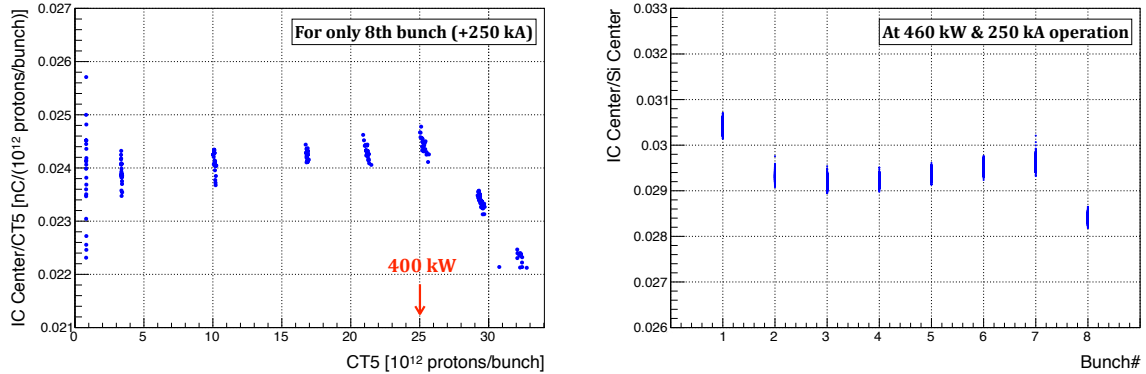 For only 8th bunch (+250 kA)
IC Center/CT5 [nC/(10¹² protons/bunch)]
0.027
0.026
0.025
0.024
0.023
0.022
0.021
400 kW
0 5 10 15 20 25 30
CT5 [10¹² protons/bunch]
At 460 kW & 250 kA operation
IC Center/Si Center
0.033
0.032
0.031
0.03
0.029
0.028
0.027
0.026
1 2 3 4 5 6 7 8
Bunch#